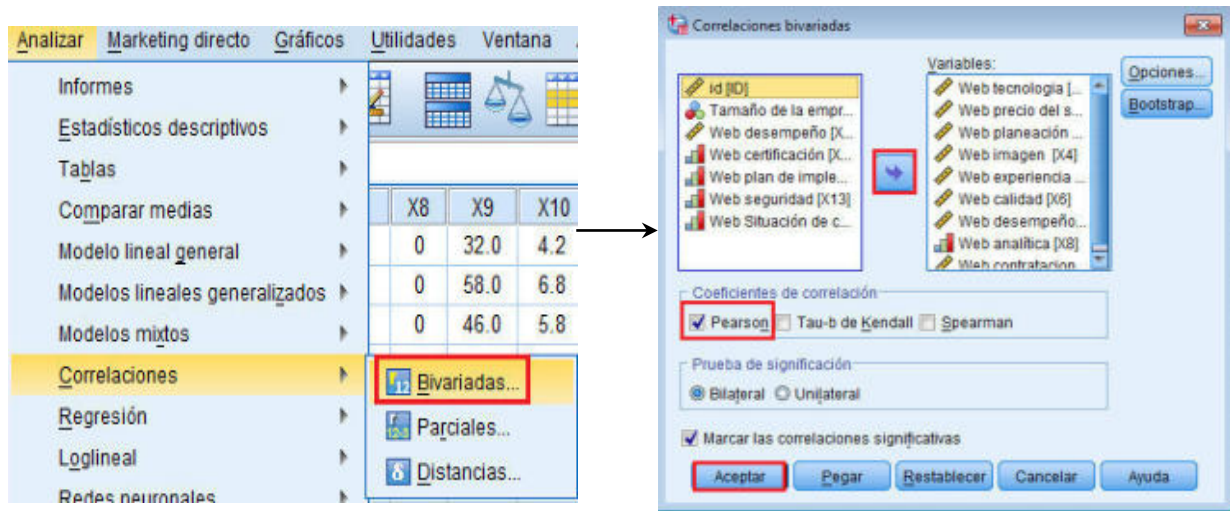 Analizar Marketing directo Gráficos Utilidades Ventana
Informes
Estadísticos descriptivos
Tablas
Comparar medias
Modelo lineal general
Modelos lineales generalizados
Modelos mixtos
Correlaciones
Regresión
Loglineal
Redes neuronales
X8 X9 X10
0 32.0 4.2
0 58.0 6.8
0 46.0 5.8
Bivariadas...
Parciales...
Distancias...
Correlaciones bivariadas
id [ID]
Tamaño de la empr...
Web desempeño [X...
Web certificación [X...
Web plan de imple...
Web seguridad [X13]
Web Situación de c...
Variables:
Web tecnologia [...
Web precio del s...
Web planeación ...
Web imagen [X4]
Web experiencia ...
Web calidad [X6]
Web desempeño...
Web analítica [X8]
Web contratacion
Opciones...
Bootstrap...
Coeficientes de correlación
Pearson Tau-b de Kendall Spearman
Prueba de significación
Bilateral Unilateral
Marcar las correlaciones significativas
Aceptar Pegar Restablecer Cancelar Ayuda